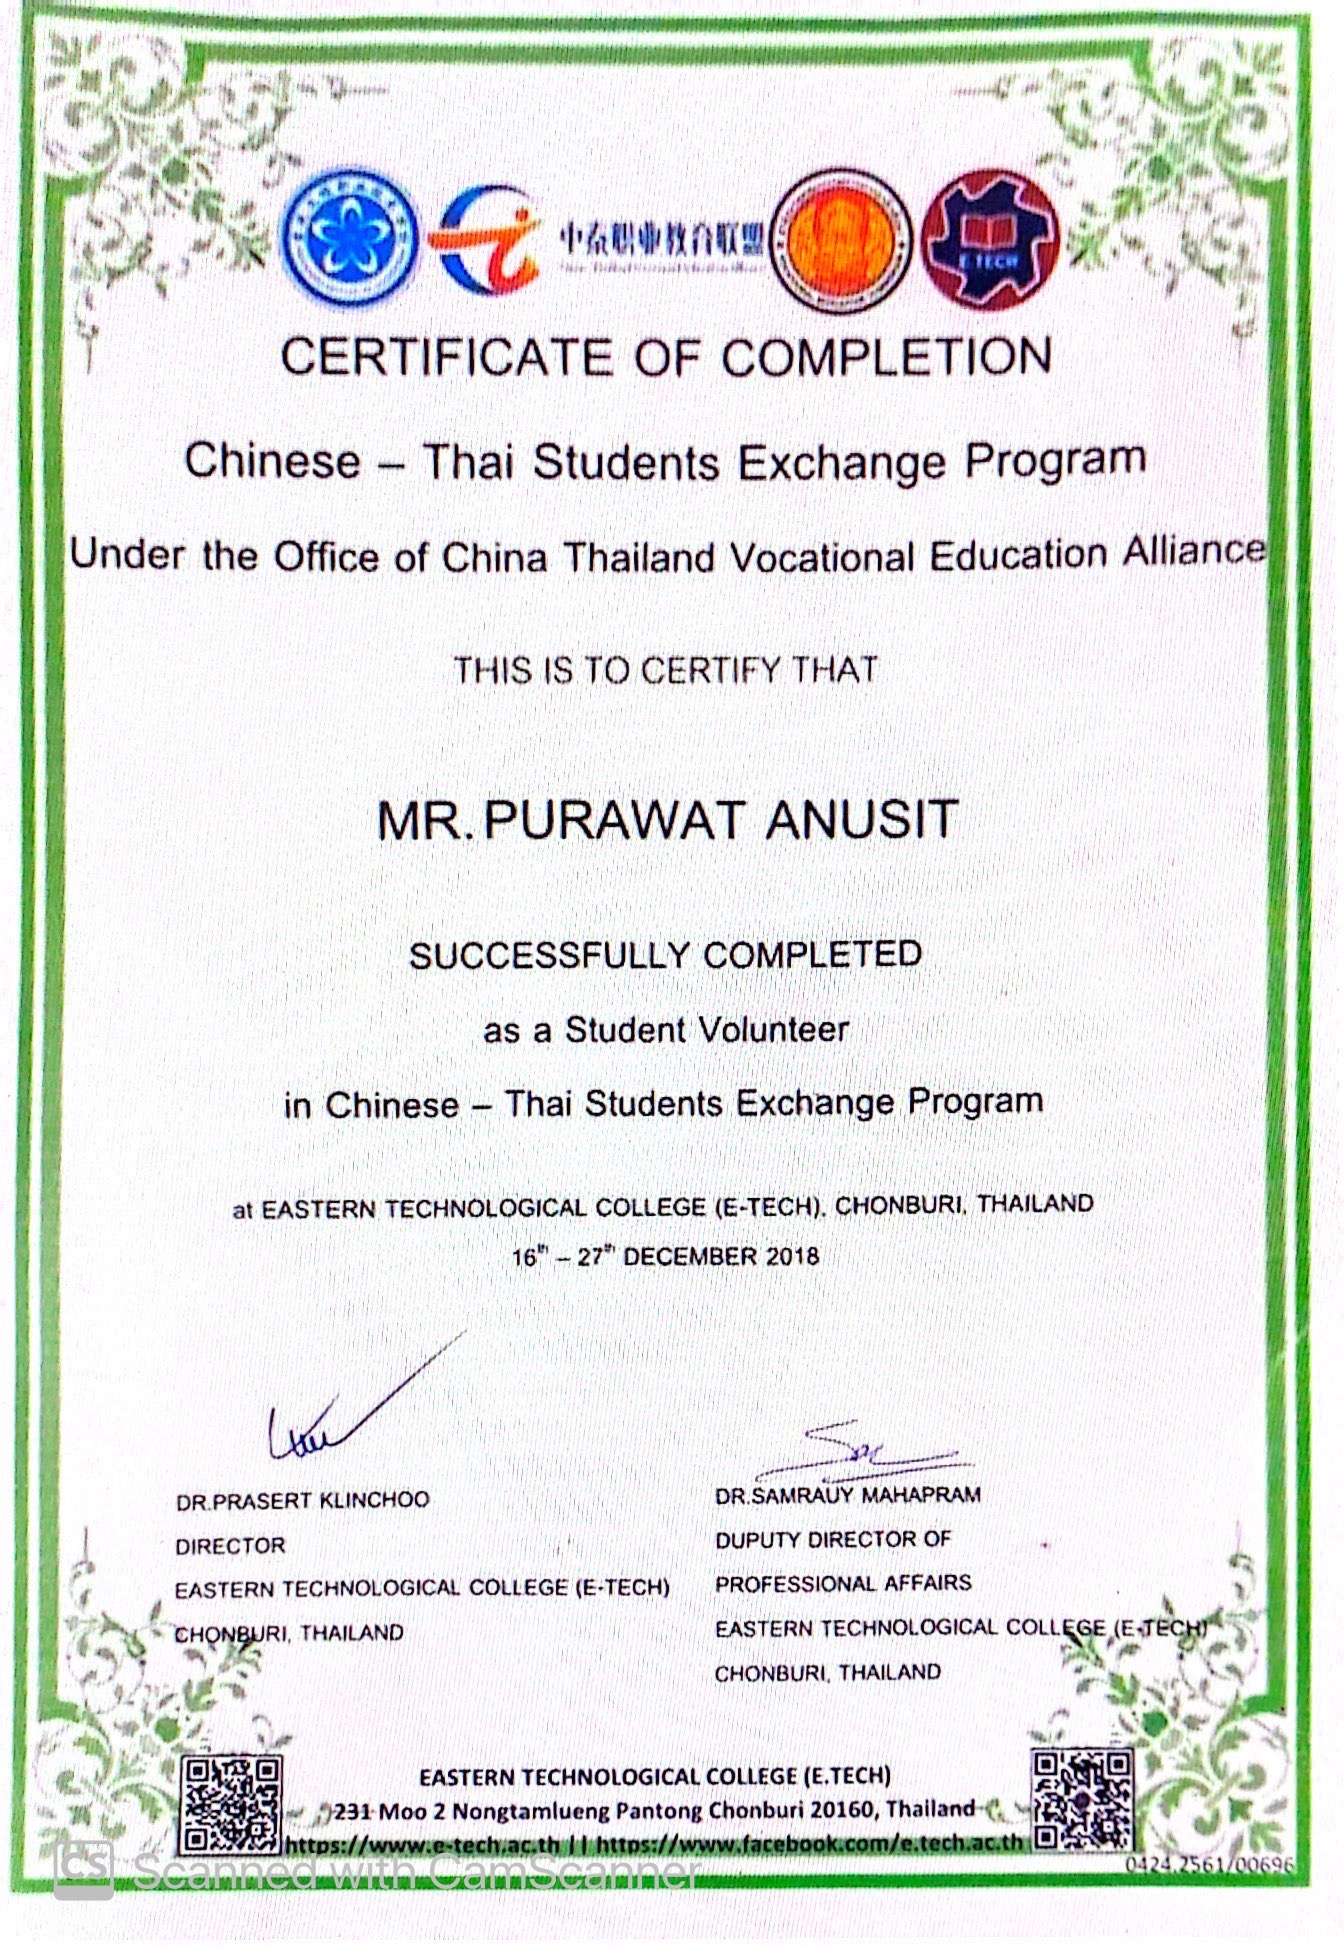 中泰职业教育联盟
E.TECH
CERTIFICATE OF COMPLETION
Chinese – Thai Students Exchange Program
Under the Office of China Thailand Vocational Education Alliance
THIS IS TO CERTIFY THAT
MR. PURAWAT ANUSIT
SUCCESSFULLY COMPLETED
as a Student Volunteer
in Chinese – Thai Students Exchange Program
at EASTERN TECHNOLOGICAL COLLEGE (E-TECH), CHONBURI, THAILAND
16th – 27th DECEMBER 2018
DR.PRASERT KLINCHOO
DIRECTOR
EASTERN TECHNOLOGICAL COLLEGE (E-TECH)
CHONBURI, THAILAND
DR.SAMRAUY MAHAPRAM
DUPUTY DIRECTOR OF
PROFESSIONAL AFFAIRS
EASTERN TECHNOLOGICAL COLLEGE (E-TECH)
CHONBURI, THAILAND
EASTERN TECHNOLOGICAL COLLEGE (E.TECH)
231 Moo 2 Nongtamlueng Pantong Chonburi 20160, Thailand
https://www.e-tech.ac.th || https://www.facebook.com/e.tech.ac.th
0424.2561/00696
CS Scanned with CamScanner